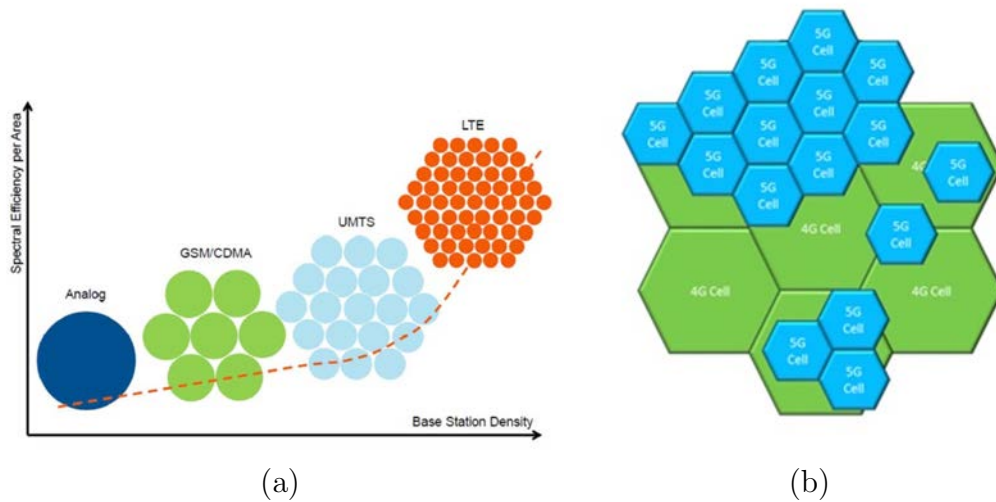 Spectral Efficiency per Area
Analog
GSM/CDMA
UMTS
LTE
Base Station Density
(a)
5G
Cell
5G
Cell
5G
Cell
5G
Cell
5G
Cell
5G
Cell
5G
Cell
5G
Cell
5G
Cell
5G
Cell
5G
Cell
4G
5G
Cell
4G Cell
5G
Cell
4G Cell
4G Cell
5G
Cell
5G
Cell
5G
Cell
(b)